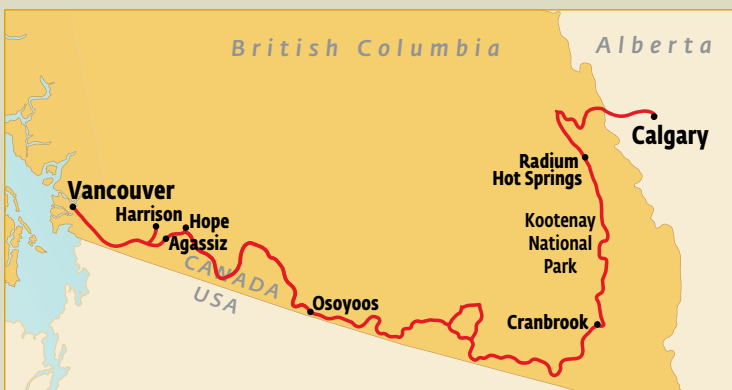 British Columbia
Alberta
Calgary
Radium
Hot Springs
Vancouver
Harrison
Hope
Agassiz
Kootenay
National
Park
CANADA
USA
Osoyoos
Cranbrook